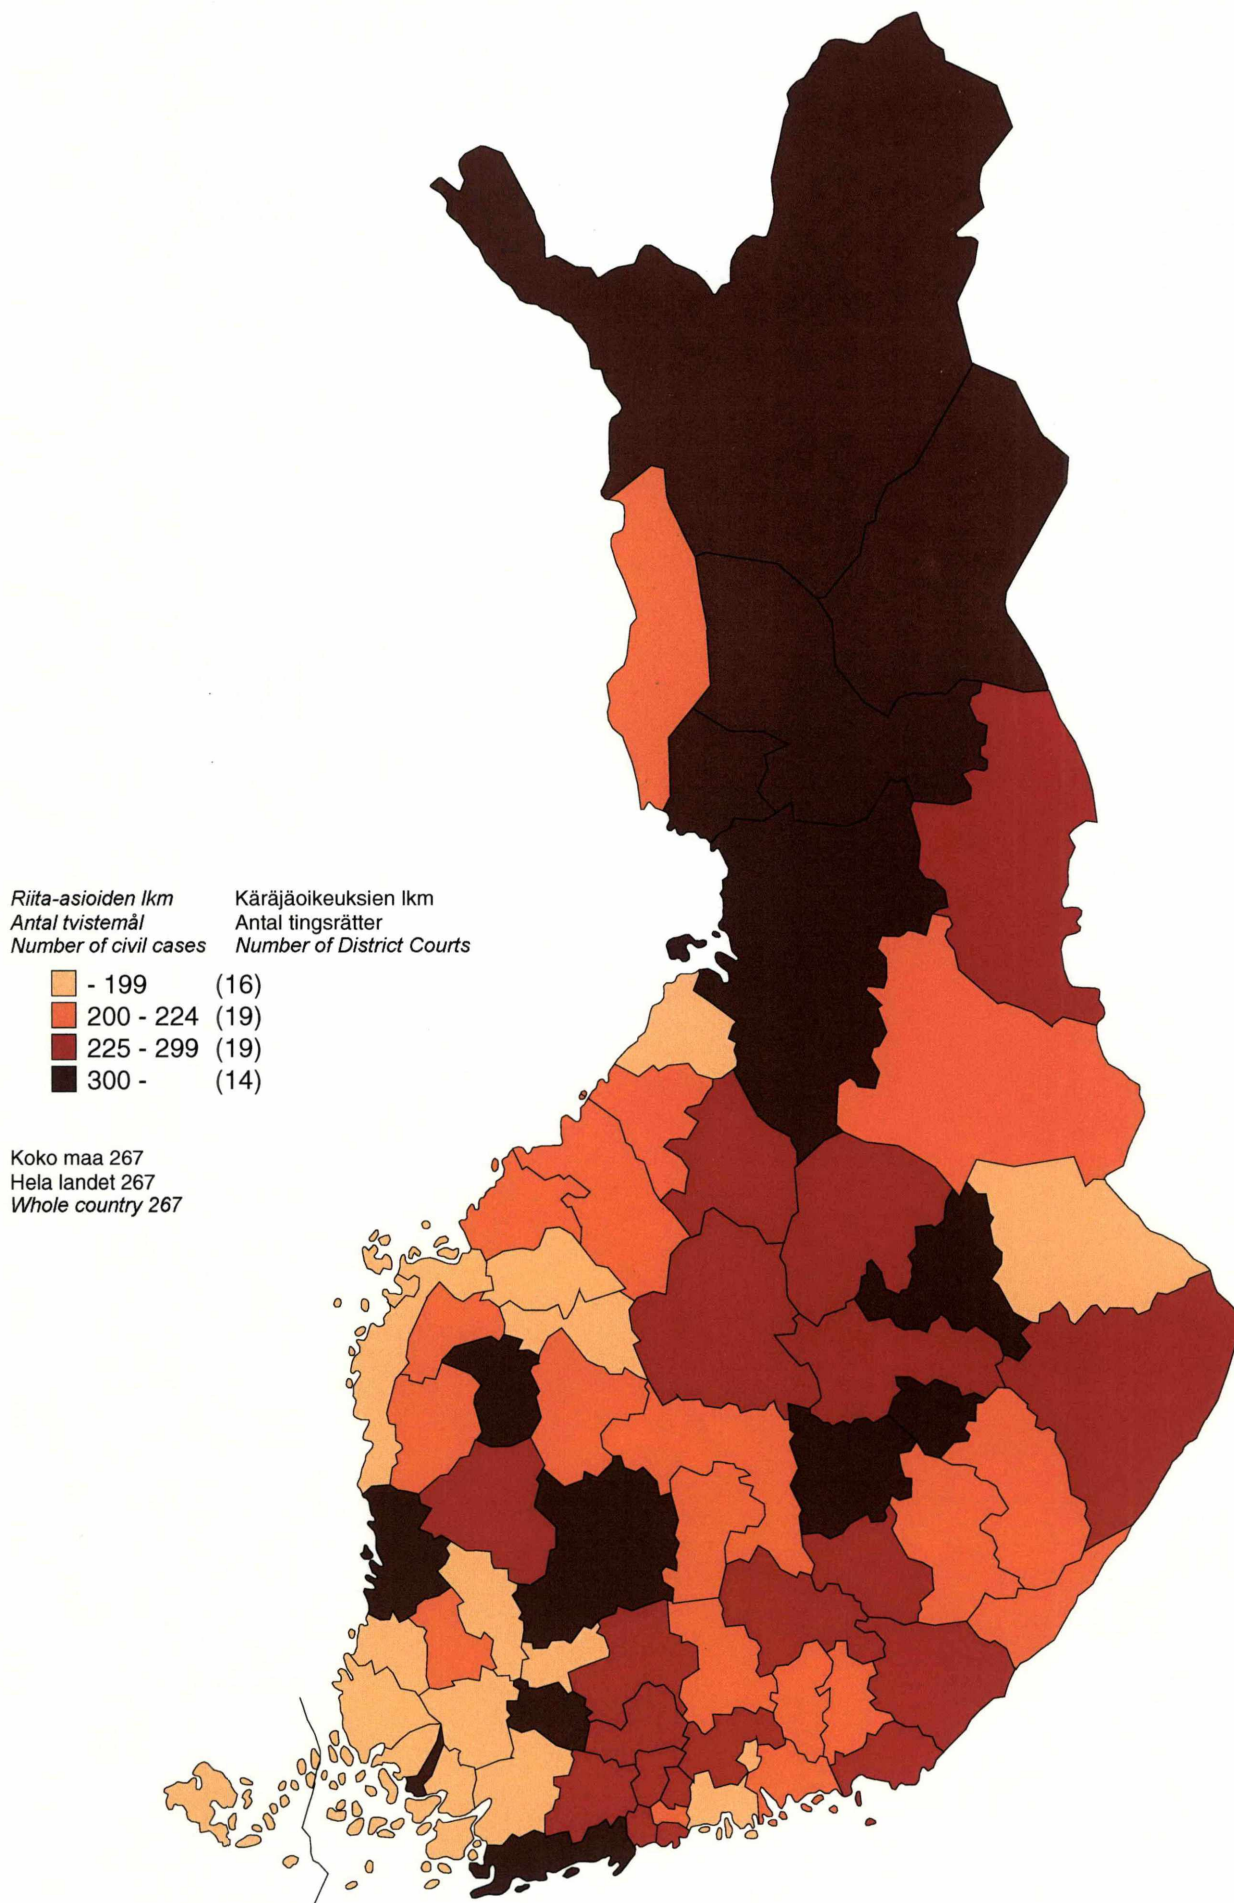 Riita-asioiden lkm Käräjäoikeuksien lkm
Antal tvistemål Antal tingsrätter
Number of civil cases Number of District Courts
- 199 (16)
200 - 224 (19)
225 - 299 (19)
300 - (14)
Koko maa 267
Hela landet 267
Whole country 267